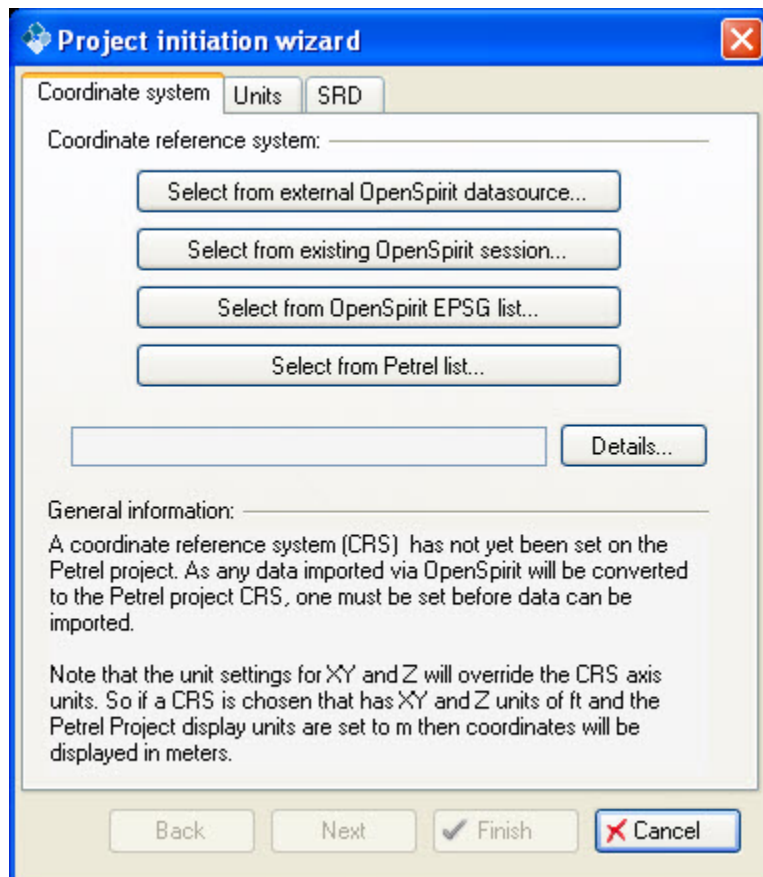 Project initiation wizard
Coordinate system Units SRD
Coordinate reference system:
Select from external OpenSpirit datasource...
Select from existing OpenSpirit session...
Select from OpenSpirit EPSG list...
Select from Petrel list...
Details...
General information:
A coordinate reference system (CRS) has not yet been set on the
Petrel project. As any data imported via OpenSpirit will be converted
to the Petrel project CRS, one must be set before data can be
imported.
Note that the unit settings for XY and Z will override the CRS axis
units. So if a CRS is chosen that has XY and Z units of ft and the
Petrel Project display units are set to m then coordinates will be
displayed in meters.
Back Next Finish Cancel